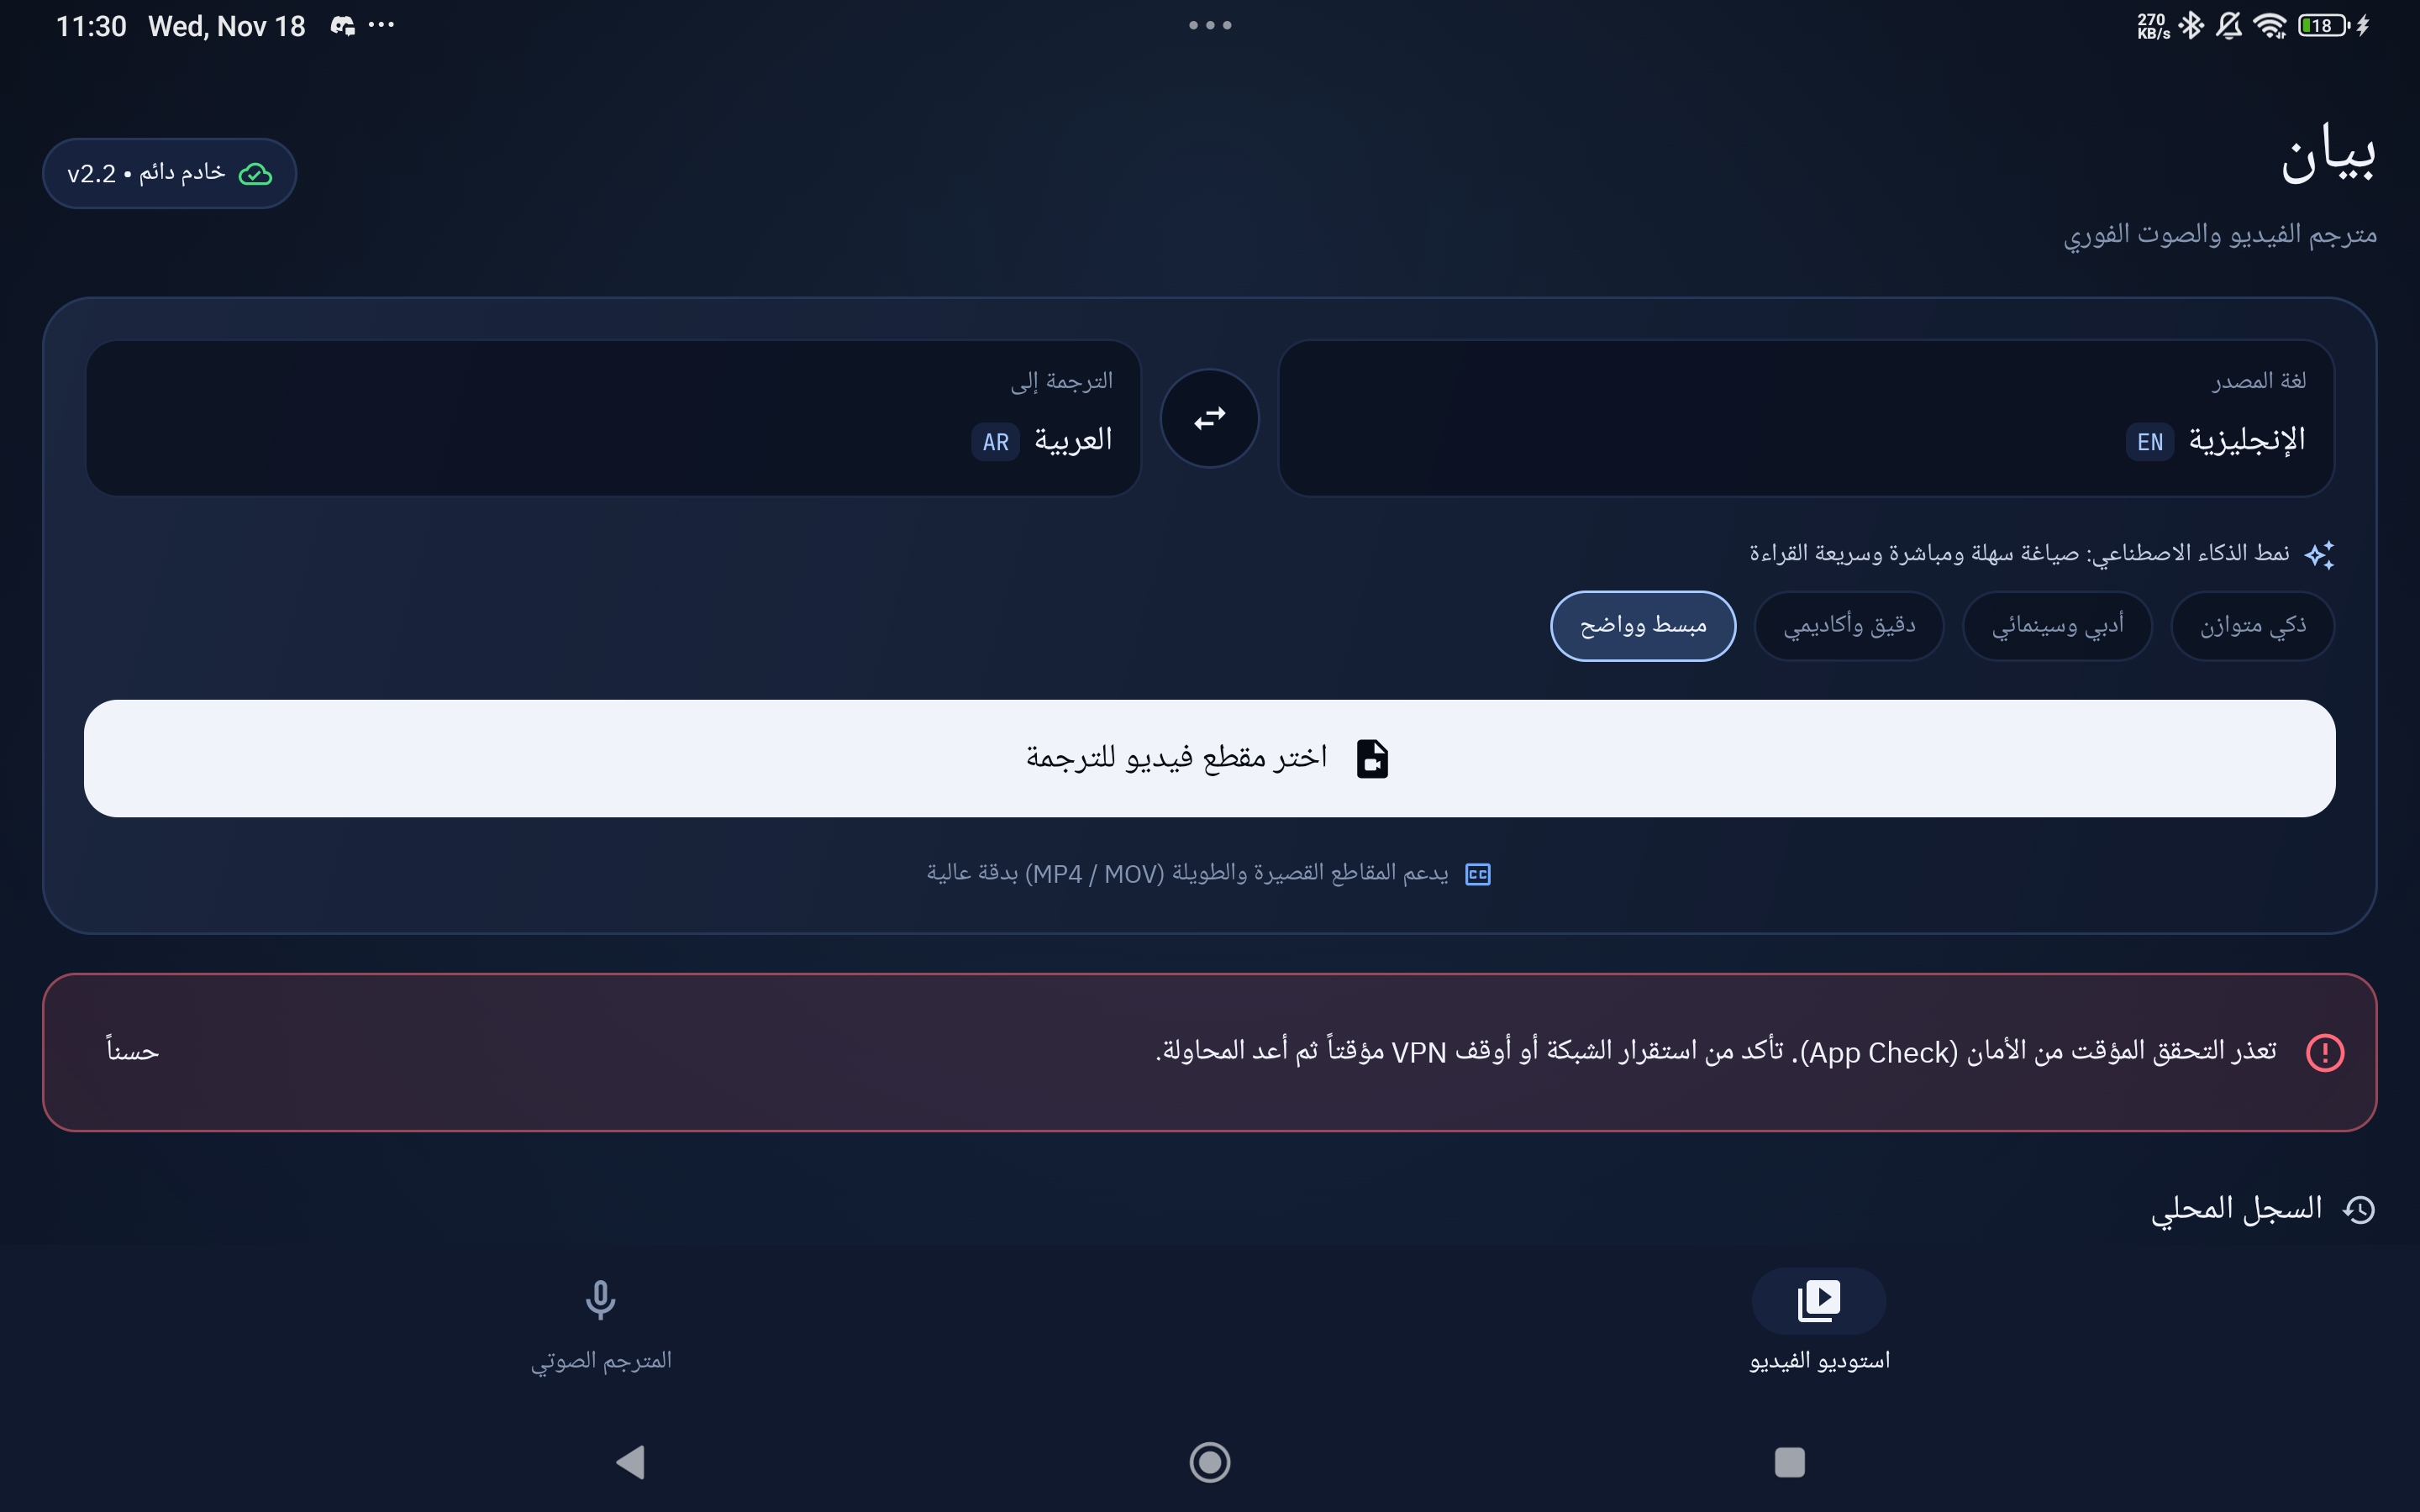 11:30 Wed, Nov 18
270 KB/s
18
بيان
خادم دائم • v2.2
مترجم الفيديو والصوت الفوري
لغة المصدر
الإنجليزية EN
الترجمة إلى
العربية AR
نمط الذكاء الاصطناعي: صياغة سهلة ومباشرة وسريعة القراءة
ذكي متوازن
أدبي وسينمائي
دقيق وأكاديمي
مبسط وواضح
اختر مقطع فيديو للترجمة
CC يدعم المقاطع القصيرة والطويلة (MP4 / MOV) بدقة عالية
تعذر التحقق المؤقت من الأمان (App Check). تأكد من استقرار الشبكة أو أوقف VPN مؤقتاً ثم أعد المحاولة.
حسناً
السجل المحلي
استوديو الفيديو
المترجم الصوتي